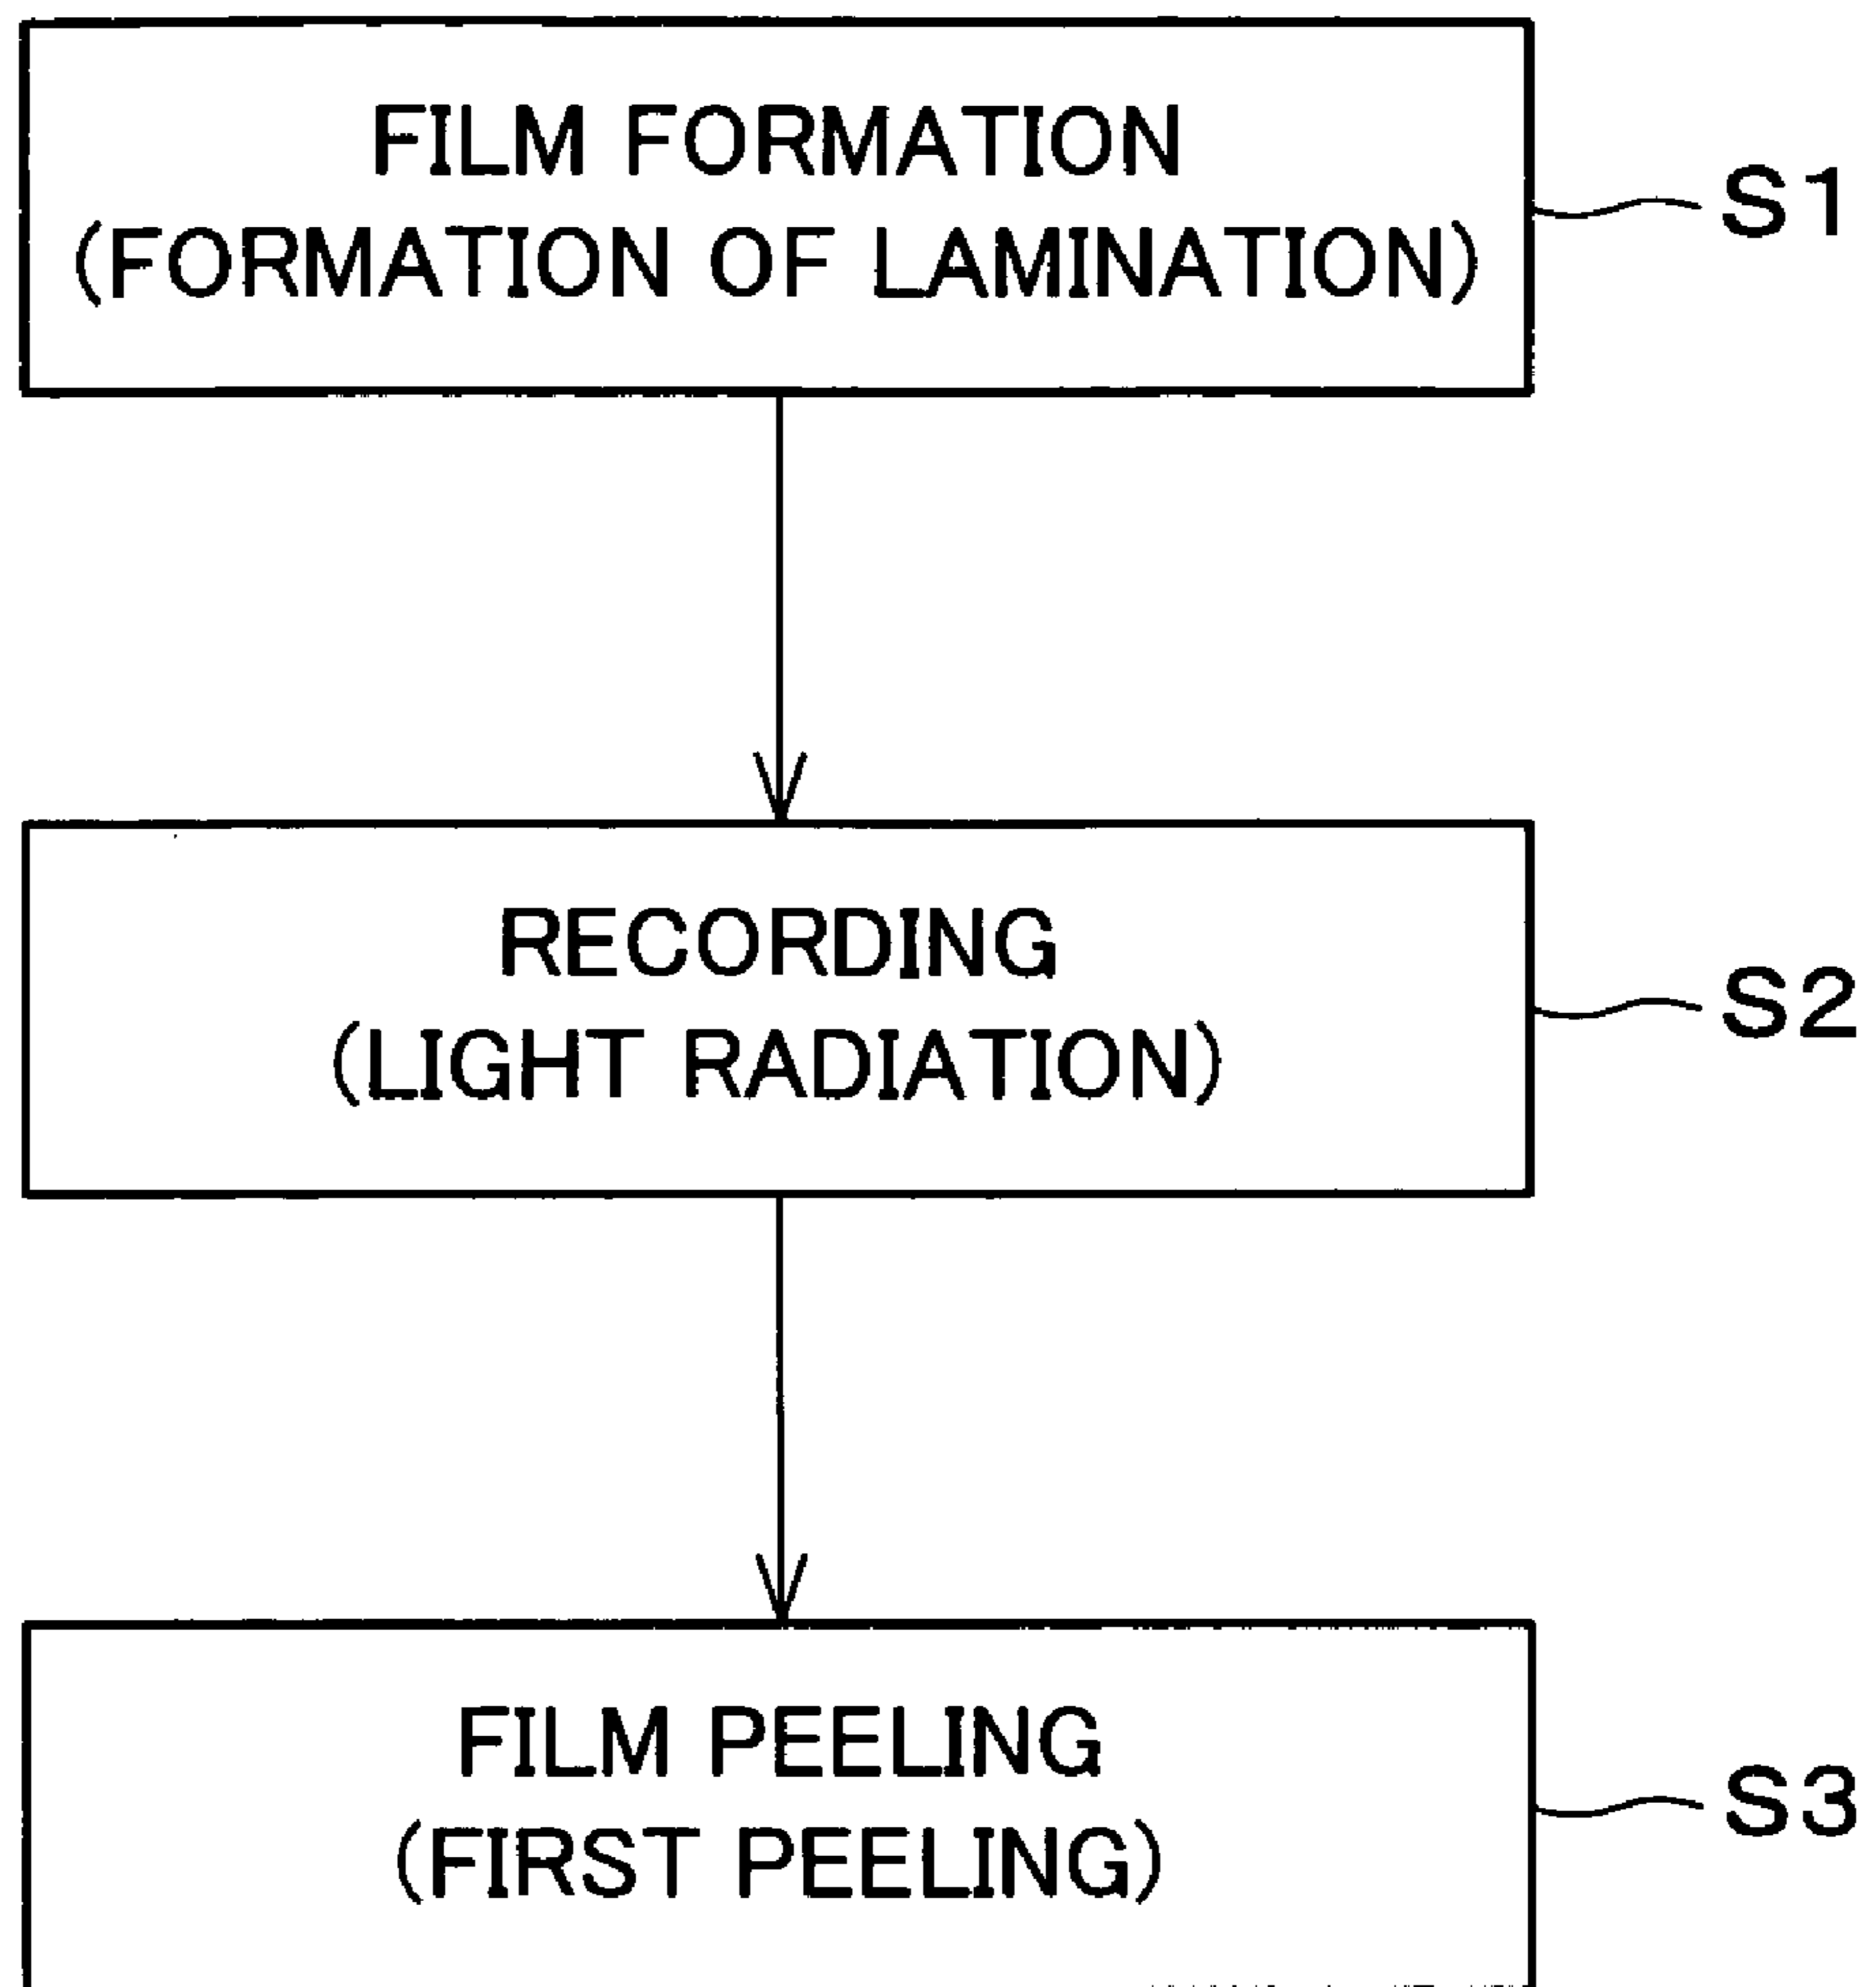 FILM FORMATION
(FORMATION OF LAMINATION)
S1
RECORDING
(LIGHT RADIATION)
S2
FILM PEELING
(FIRST PEELING)
S3